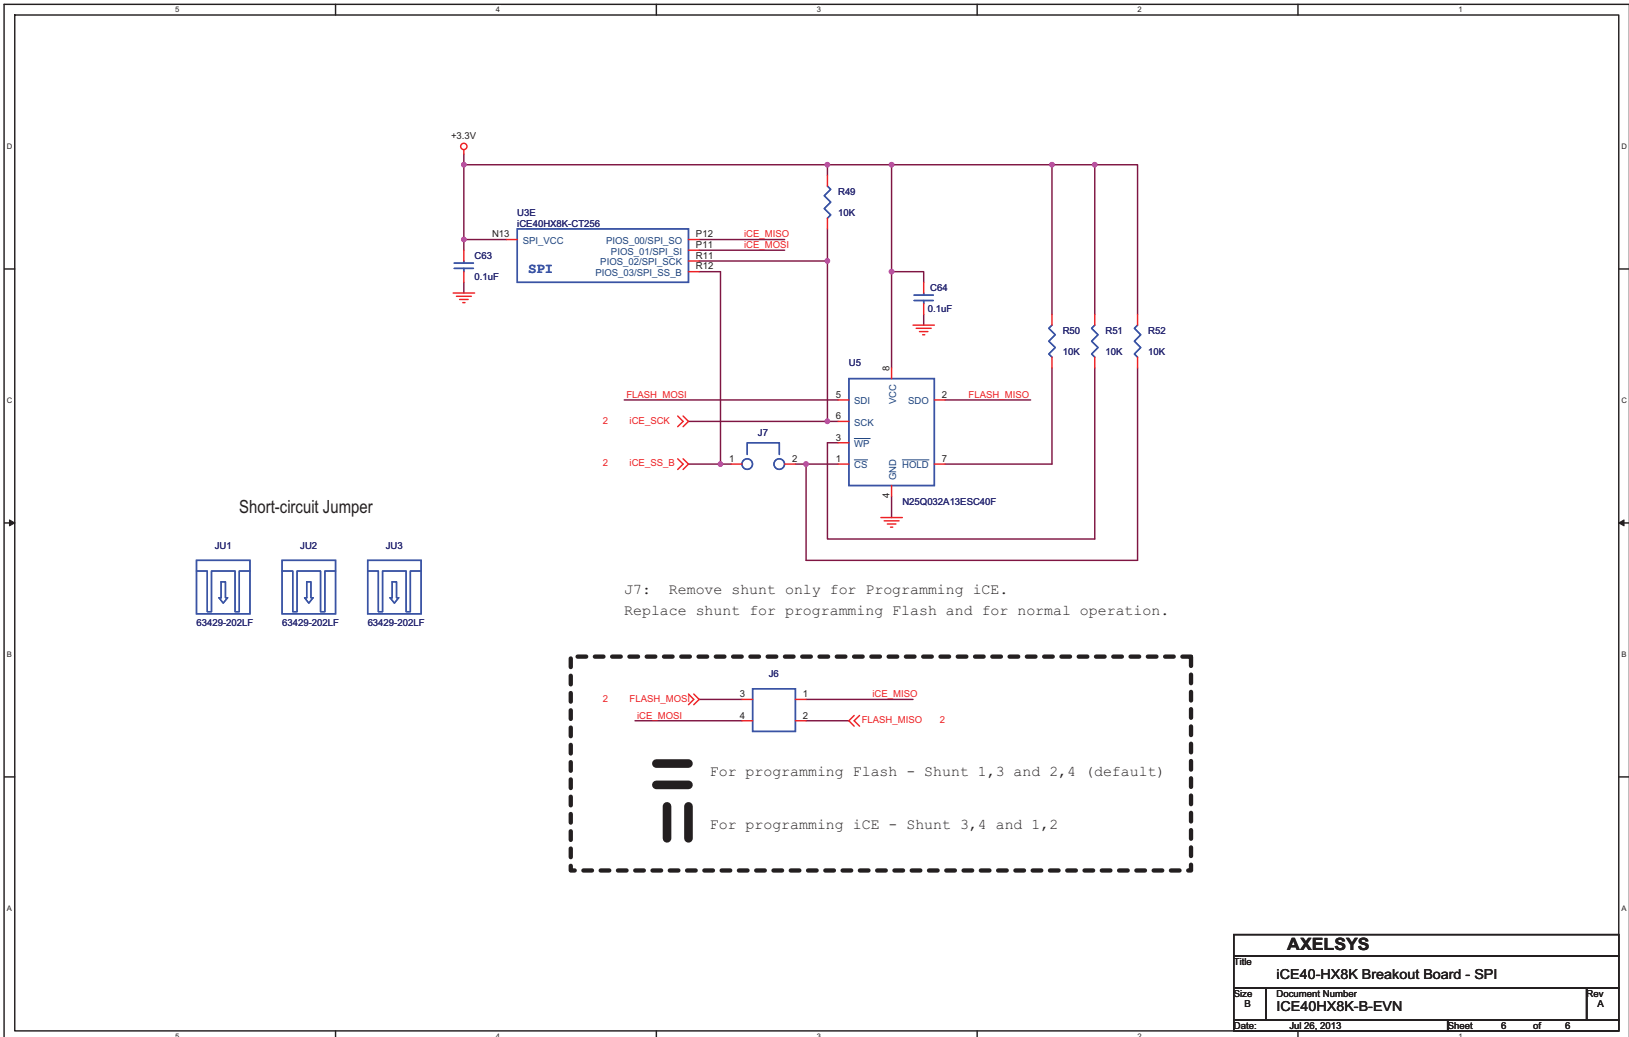 5 4 3 2 1
D D
C C
B B
A A
+3.3V
R49
10K
U3E
iCE40HX8K-CT256
N13 SPI_VCC PIOS_00/SPI_SO P12 iCE_MISO
PIOS_01/SPI_SI P11 iCE_MOSI
PIOS_02/SPI_SCK R11
PIOS_03/SPI_SS_B R12
SPI
C63
0.1uF
C64
0.1uF
R50 R51 R52
10K 10K 10K
U5
8
VCC
FLASH_MOSI 5 SDI SDO 2 FLASH_MISO
2 iCE_SCK 6 SCK
3 WP
J7
2 iCE_SS_B 1 2 1 CS HOLD 7
GND
4
N25Q032A13ESC40F
Short-circuit Jumper
JU1 JU2 JU3
63429-202LF 63429-202LF 63429-202LF
J7: Remove shunt only for Programming iCE.
Replace shunt for programming Flash and for normal operation.
J6
2 FLASH_MOSI 3 1 iCE_MISO
iCE_MOSI 4 2 FLASH_MISO 2
For programming Flash - Shunt 1,3 and 2,4 (default)
For programming iCE - Shunt 3,4 and 1,2
AXELSYS
Title
iCE40-HX8K Breakout Board - SPI
Size Document Number Rev
B ICE40HX8K-B-EVN A
Date: Jul 26, 2013 Sheet 6 of 6
5 4 3 2 1